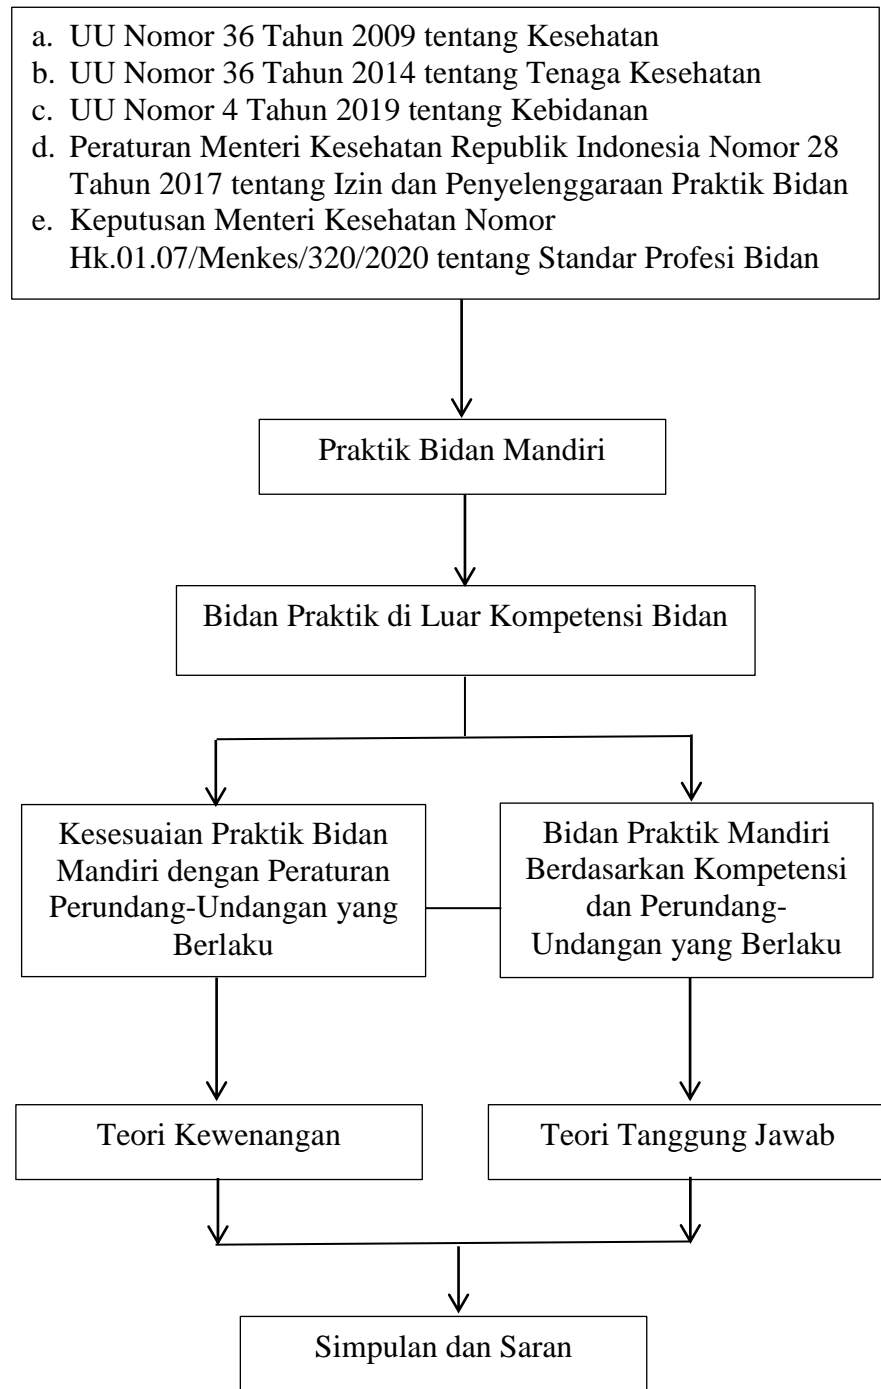 a. UU Nomor 36 Tahun 2009 tentang Kesehatan
b. UU Nomor 36 Tahun 2014 tentang Tenaga Kesehatan
c. UU Nomor 4 Tahun 2019 tentang Kebidanan
d. Peraturan Menteri Kesehatan Republik Indonesia Nomor 28
Tahun 2017 tentang Izin dan Penyelenggaraan Praktik Bidan
e. Keputusan Menteri Kesehatan Nomor
Hk.01.07/Menkes/320/2020 tentang Standar Profesi Bidan
Praktik Bidan Mandiri
Bidan Praktik di Luar Kompetensi Bidan
Kesesuaian Praktik Bidan
Mandiri dengan Peraturan
Perundang-Undangan yang
Berlaku
Bidan Praktik Mandiri
Berdasarkan Kompetensi
dan Perundang-
Undangan yang Berlaku
Teori Kewenangan
Teori Tanggung Jawab
Simpulan dan Saran